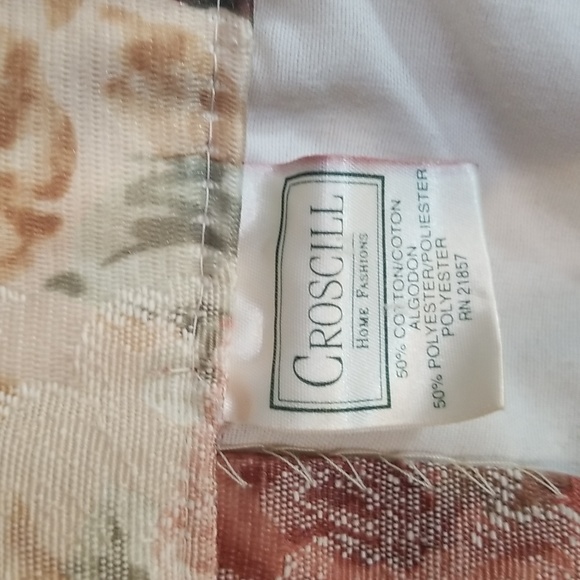 CROSCILL
HOME FASHIONS
50% COTTON/COTON
ALGODON
50% POLYESTER/POLIESTER
POLYESTER
RN 21857